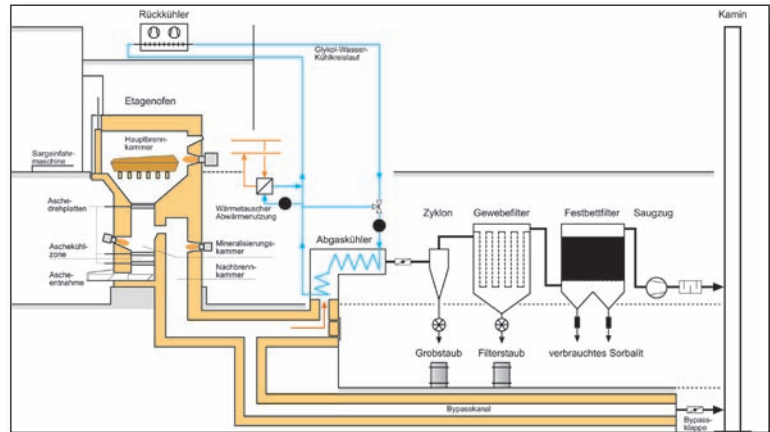 Rückkühler
Kamin
Glykol-Wasser-
Kühlkreislauf
Etagenofen
Hauptbrenn-
kammer
Sargeinfahr-
maschine
Asche-
drehplatten
Wärmetauscher
Abwärmenutzung
Zyklon
Gewebefilter
Festbettfilter
Saugzug
Abgaskühler
Aschekühl-
zone
Mineralisierungs-
kammer
Asche-
entnahme
Nachbrenn-
kammer
Grobstaub
Filterstaub
verbrauchtes Sorbalit
Bypasskanal
Bypass-
klappe